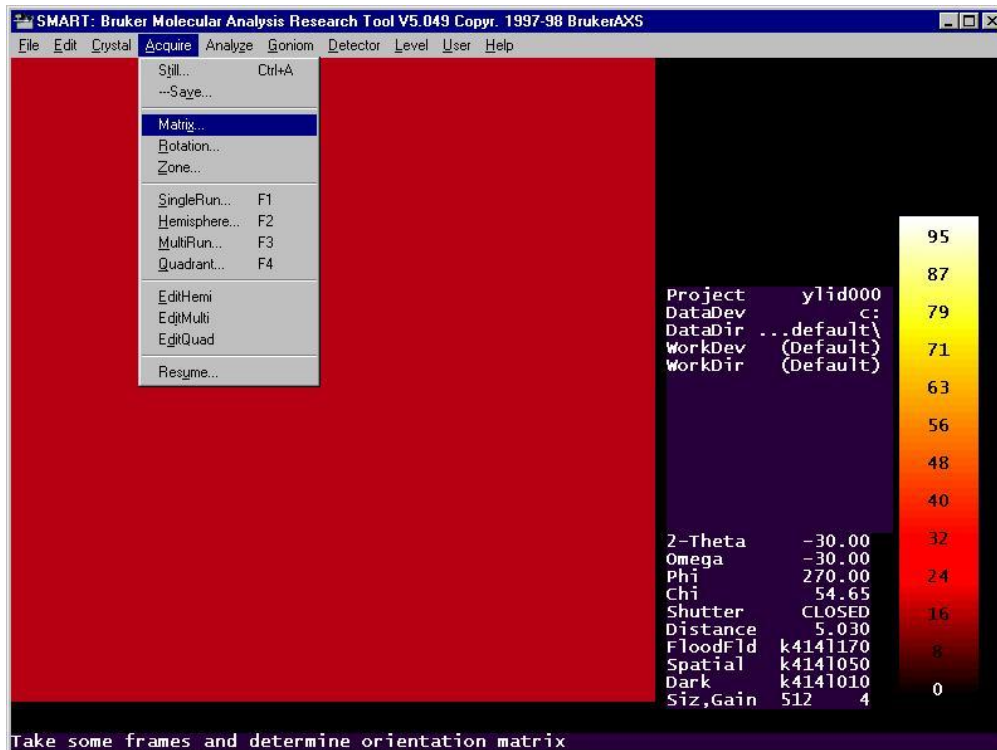 SMART: Bruker Molecular Analysis Research Tool V5.049 Copyr. 1997-98 BrukerAXS
File Edit Crystal Acquire Analyze Goniom Detector Level User Help
Still... Ctrl+A
---Save...
Matrix...
Rotation...
Zone...
SingleRun... F1
Hemisphere... F2
MultiRun... F3
Quadrant... F4
EditHemi
EditMulti
EditQuad
Resume...
Project ylid000
DataDev c:
DataDir ...default\
WorkDev (Default)
WorkDir (Default)
2-Theta -30.00
Omega -30.00
Phi 270.00
Chi 54.65
Shutter CLOSED
Distance 5.030
FloodFld k414l170
Spatial k414l050
Dark k414l010
Siz,Gain 512 4
95
87
79
71
63
56
48
40
32
24
16
8
0
Take some frames and determine orientation matrix